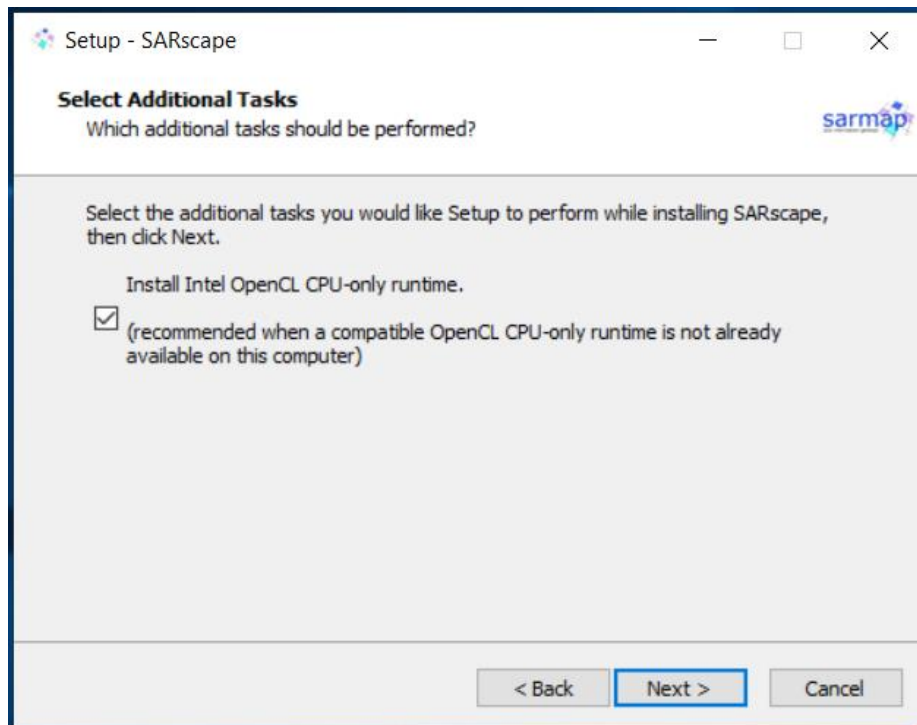 Setup - SARscape
Select Additional Tasks
Which additional tasks should be performed?
sarmap
Select the additional tasks you would like Setup to perform while installing SARscape,
then click Next.
Install Intel OpenCL CPU-only runtime.
(recommended when a compatible OpenCL CPU-only runtime is not already
available on this computer)
< Back
Next >
Cancel